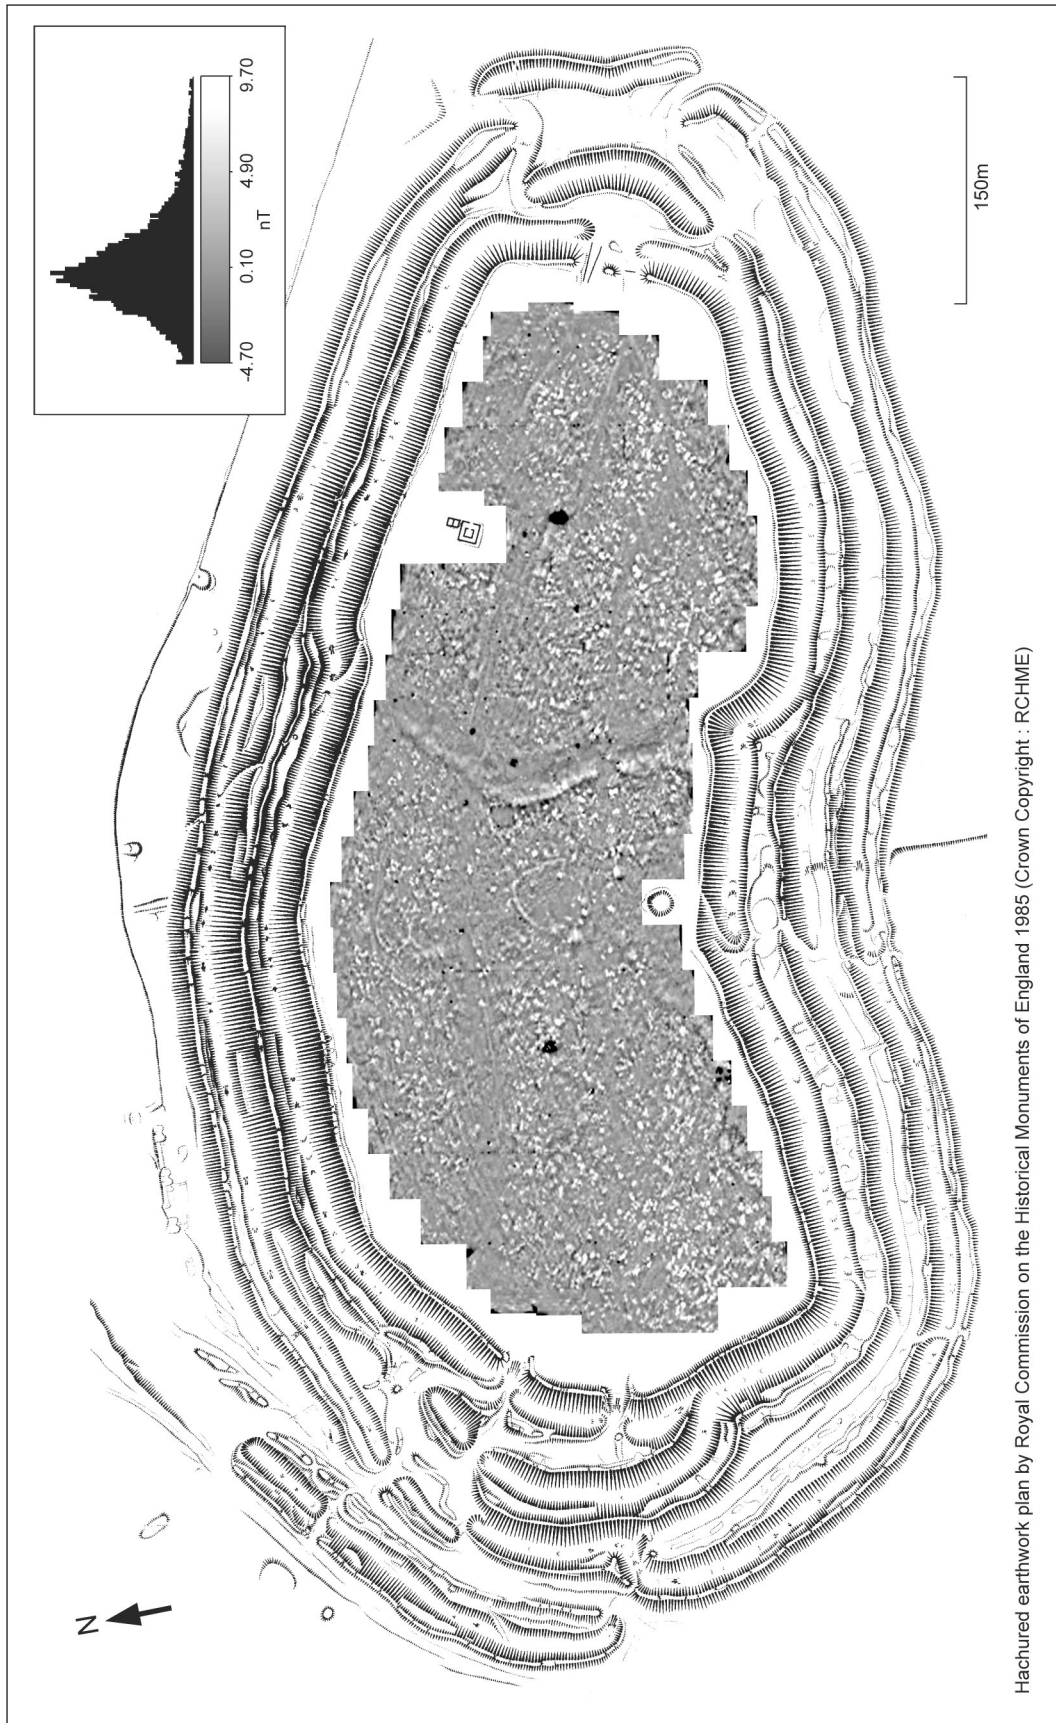 9.70
4.90
nT
0.10
-4.70
150m
N
Hachured earthwork plan by Royal Commission on the Historical Monuments of England 1985 (Crown Copyright : RCHME)